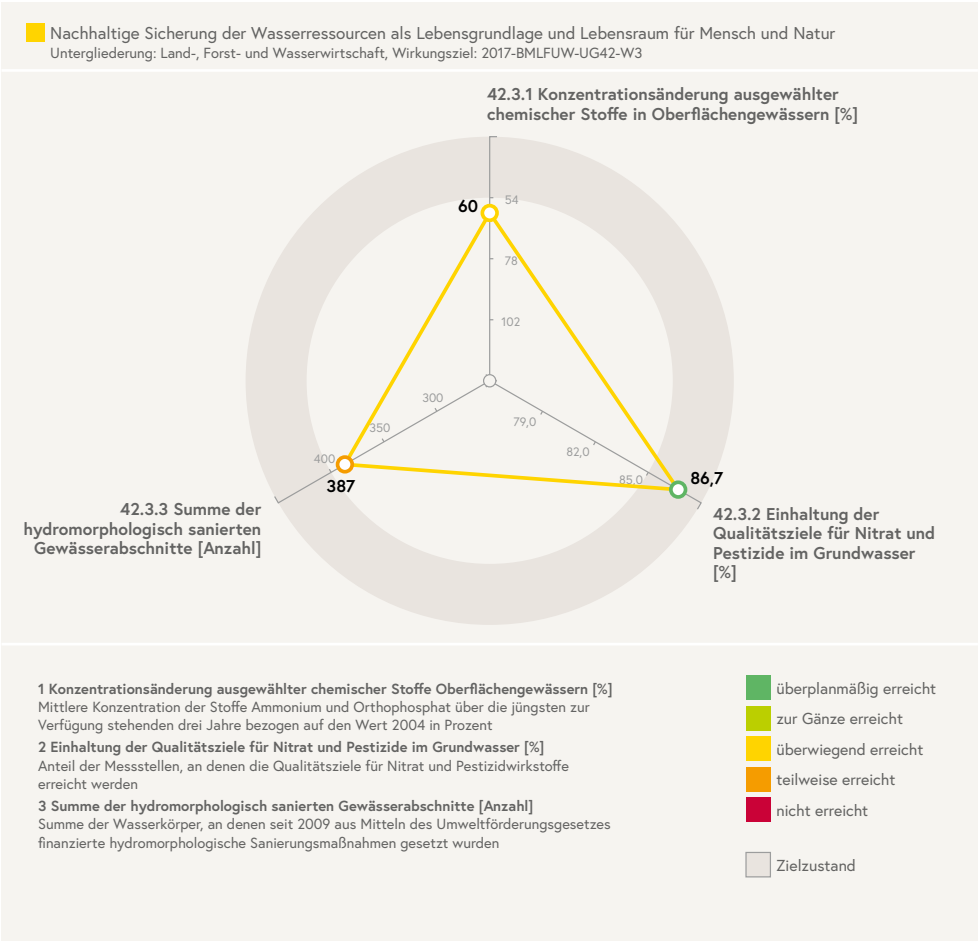 Nachhaltige Sicherung der Wasserressourcen als Lebensgrundlage und Lebensraum für Mensch und Natur
Untergliederung: Land-, Forst- und Wasserwirtschaft, Wirkungsziel: 2017-BMLFUW-UG42-W3
42.3.1 Konzentrationsänderung ausgewählter
chemischer Stoffe in Oberflächengewässern [%]
60
54
78
102
300
350
400
387
79,0
82,0
85,0
86,7
42.3.3 Summe der
hydromorphologisch sanierten
Gewässerabschnitte [Anzahl]
42.3.2 Einhaltung der
Qualitätsziele für Nitrat und
Pestizide im Grundwasser
[%]
1 Konzentrationsänderung ausgewählter chemischer Stoffe Oberflächengewässern [%]
Mittlere Konzentration der Stoffe Ammonium und Orthophosphat über die jüngsten zur
Verfügung stehenden drei Jahre bezogen auf den Wert 2004 in Prozent
2 Einhaltung der Qualitätsziele für Nitrat und Pestizide im Grundwasser [%]
Anteil der Messstellen, an denen die Qualitätsziele für Nitrat und Pestizidwirkstoffe
erreicht werden
3 Summe der hydromorphologisch sanierten Gewässerabschnitte [Anzahl]
Summe der Wasserkörper, an denen seit 2009 aus Mitteln des Umweltförderungsgesetzes
finanzierte hydromorphologische Sanierungsmaßnahmen gesetzt wurden
überplanmäßig erreicht
zur Gänze erreicht
überwiegend erreicht
teilweise erreicht
nicht erreicht
Zielzustand